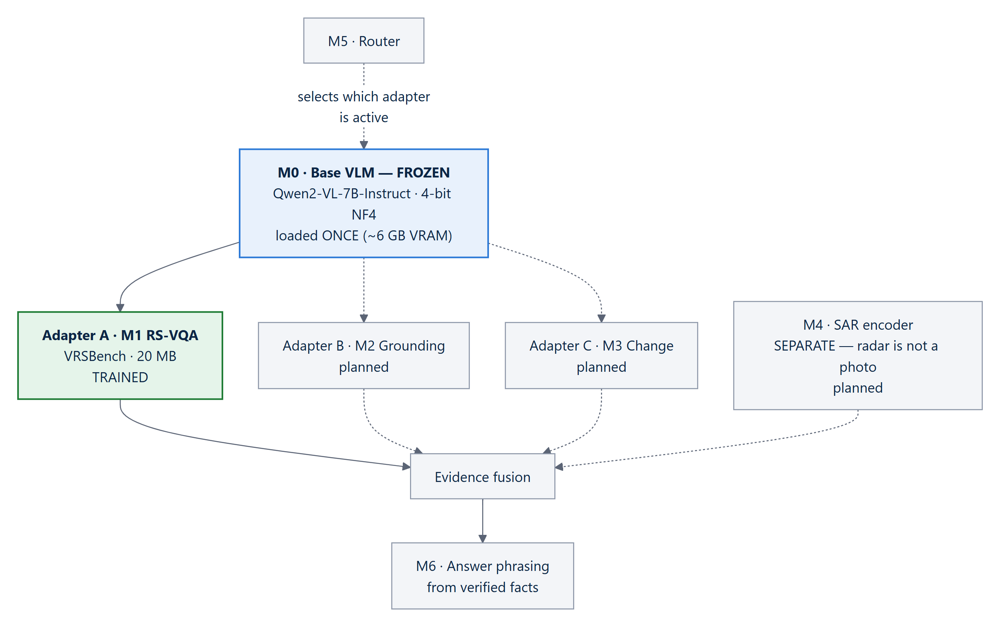 M5 · Router
selects which adapter
is active
M0 · Base VLM — FROZEN
Qwen2-VL-7B-Instruct · 4-bit
NF4
loaded ONCE (~6 GB VRAM)
Adapter A · M1 RS-VQA
VRSBench · 20 MB
TRAINED
Adapter B · M2 Grounding
planned
Adapter C · M3 Change
planned
M4 · SAR encoder
SEPARATE — radar is not a
photo
planned
Evidence fusion
M6 · Answer phrasing
from verified facts